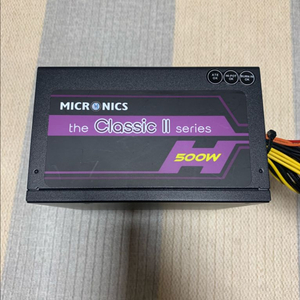 MICRONICS
the Classic II series
500W
H